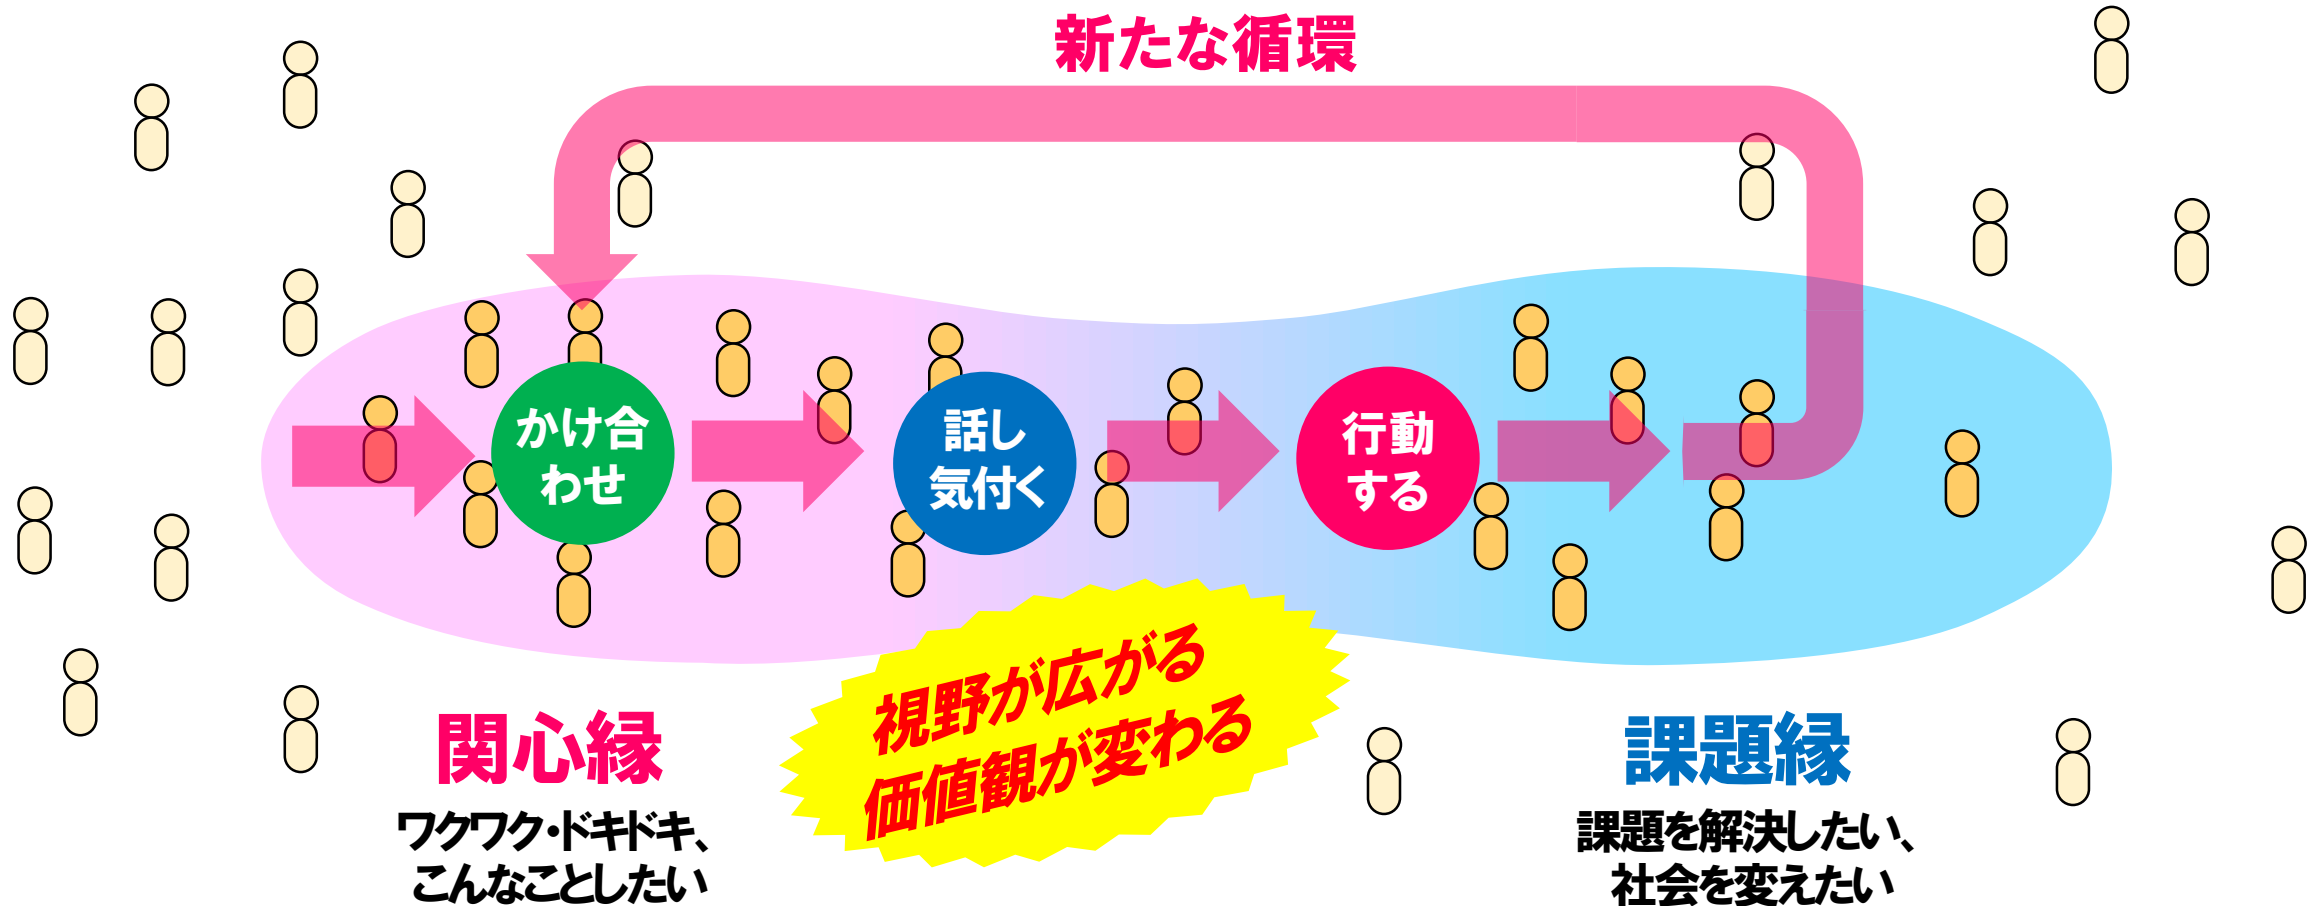 新たな循環
かけ合
わせ
話し
気付く
行動
する
視野が広がる
価値観が変わる
関心縁
ワクワク・ドキドキ、
こんなことしたい
課題縁
課題を解決したい、
社会を変えたい